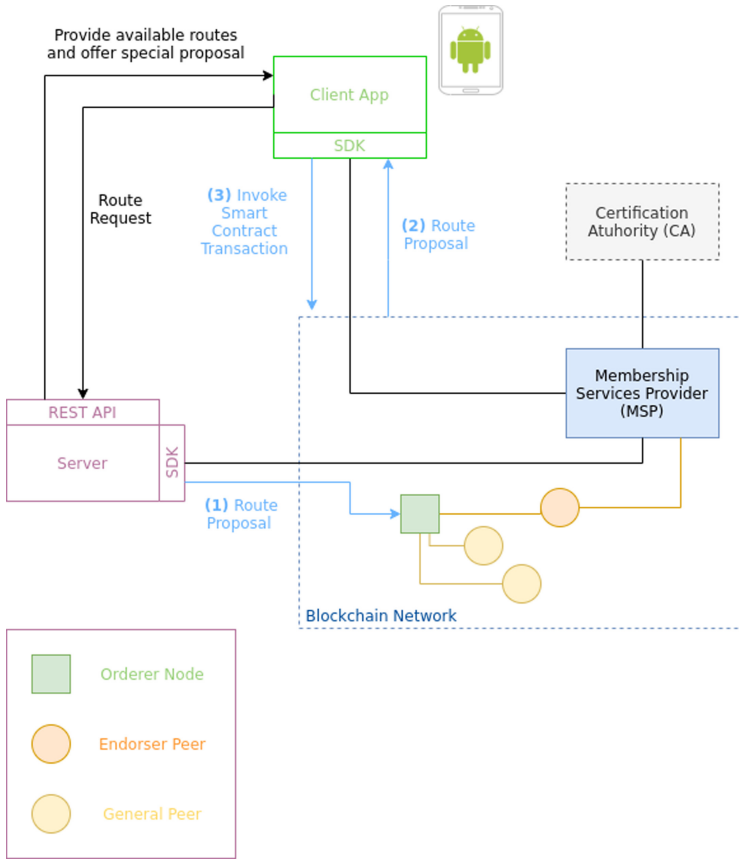 Provide available routes
and offer special proposal
Client App
SDK
Route
Request
(3) Invoke
Smart
Contract
Transaction
(2) Route
Proposal
Certification
Atuhority (CA)
Membership
Services Provider
(MSP)
REST API
Server
SDK
(1) Route
Proposal
Blockchain Network
Orderer Node
Endorser Peer
General Peer